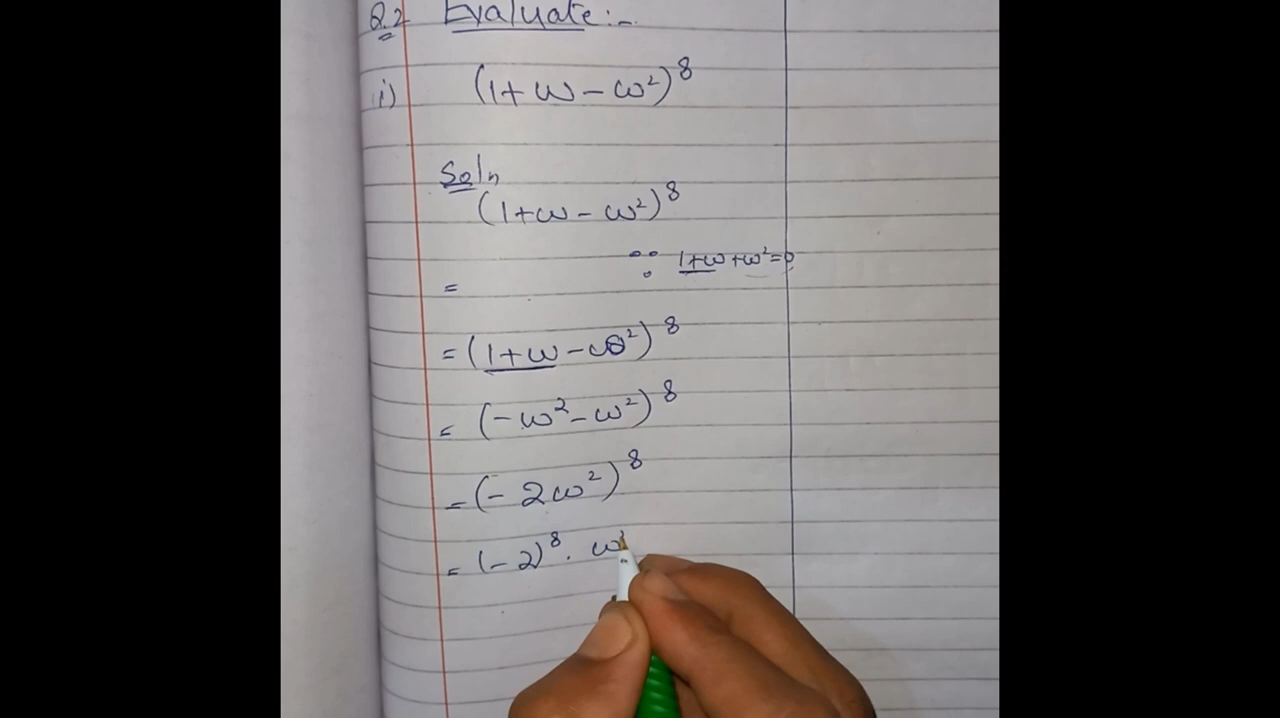 Q.2 Evaluate:-
i) (1+ω-ω²)⁸
Soln
(1+ω-ω²)⁸
∵ 1+ω+ω²=0
=
=(1+ω-ω²)⁸
=(-ω²-ω²)⁸
=(-2ω²)⁸
=(-2)⁸. ω